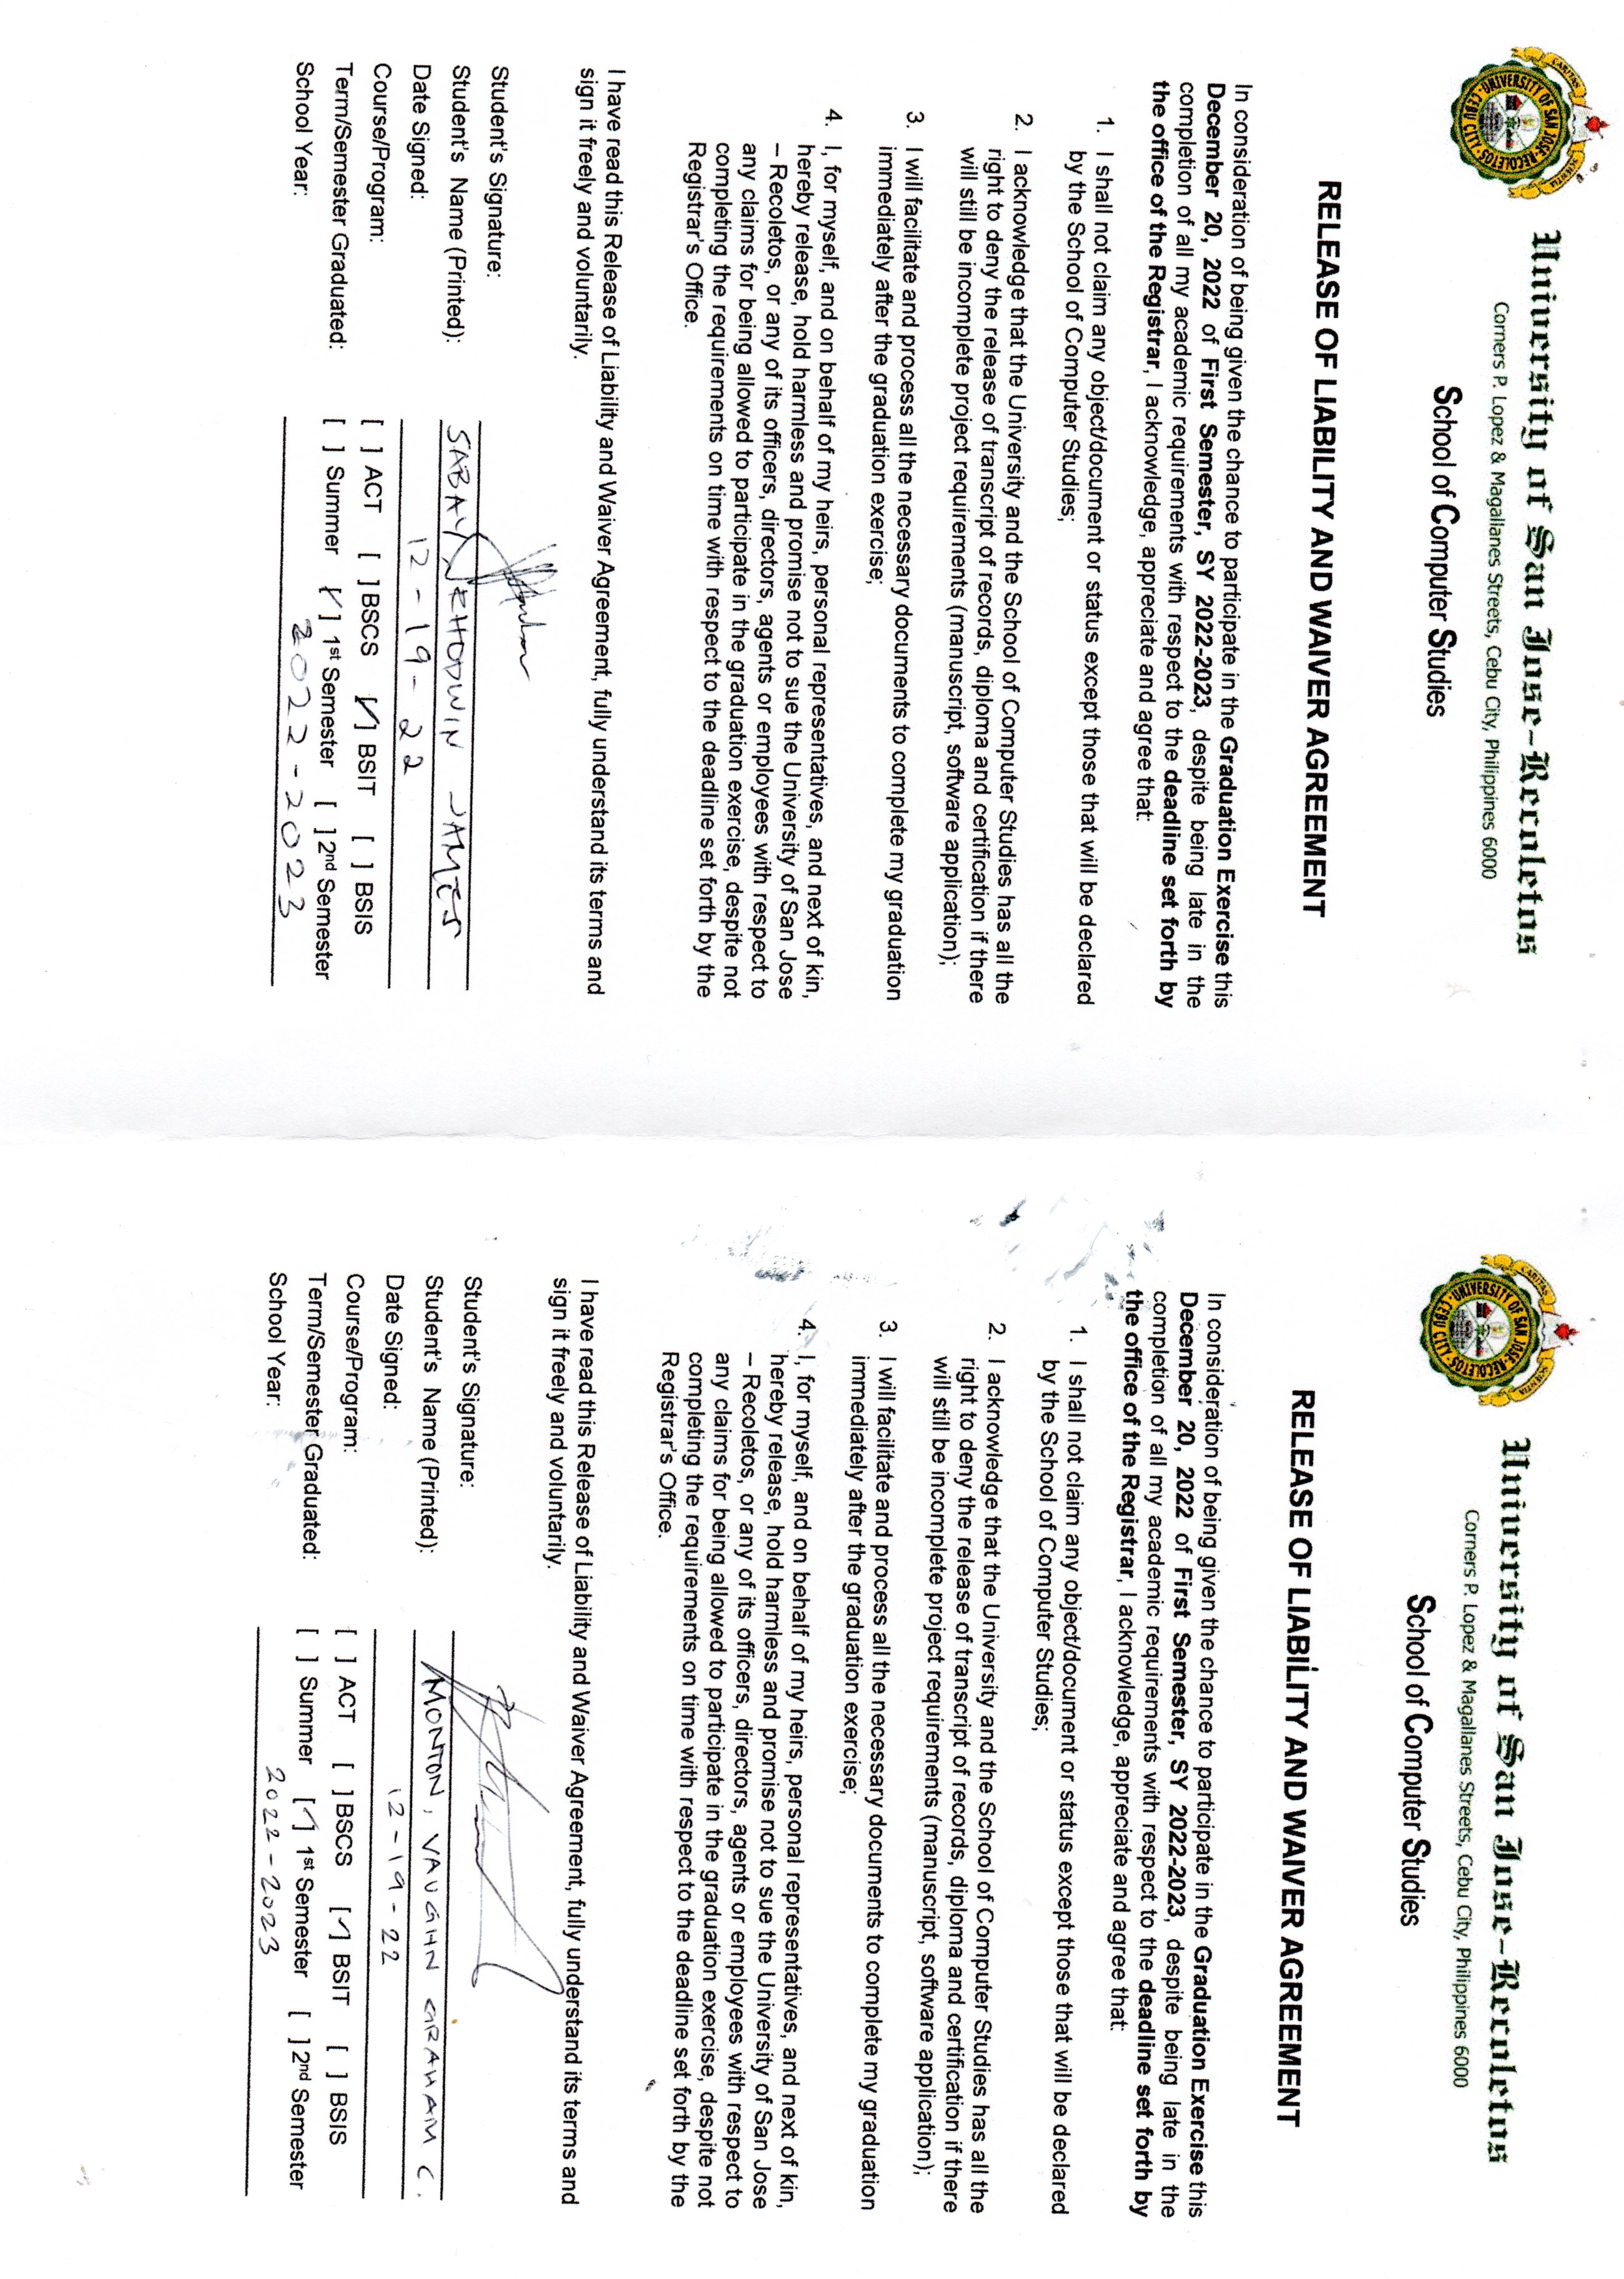 University of San Jose-Recoletos
Corners P. Lopez & Magallanes Streets, Cebu City, Philippines 6000
School of Computer Studies
CARITAS
SCIENTIA
UNIVERSITY OF SAN JOSE-RECOLETOS
CEBU CITY
RELEASE OF LIABILITY AND WAIVER AGREEMENT
In consideration of being given the chance to participate in the Graduation Exercise this
December 20, 2022 of First Semester, SY 2022-2023, despite being late in the
completion of all my academic requirements with respect to the deadline set forth by
the office of the Registrar, I acknowledge, appreciate and agree that:
1. I shall not claim any object/document or status except those that will be declared
by the School of Computer Studies;
2. I acknowledge that the University and the School of Computer Studies has all the
right to deny the release of transcript of records, diploma and certification if there
will still be incomplete project requirements (manuscript, software application);
3. I will facilitate and process all the necessary documents to complete my graduation
immediately after the graduation exercise;
4. I, for myself, and on behalf of my heirs, personal representatives, and next of kin,
hereby release, hold harmless and promise not to sue the University of San Jose
– Recoletos, or any of its officers, directors, agents or employees with respect to
any claims for being allowed to participate in the graduation exercise, despite not
completing the requirements on time with respect to the deadline set forth by the
Registrar's Office.
I have read this Release of Liability and Waiver Agreement, fully understand its terms and
sign it freely and voluntarily.
Student's Signature:
Student's Name (Printed): SABAY, RHODWIN JAMES
Date Signed: 12-19-22
Course/Program: [ ] ACT [ ] BSCS [✓] BSIT [ ] BSIS
Term/Semester Graduated: [ ] Summer [✓] 1st Semester [ ] 2nd Semester
School Year: 2022-2023
University of San Jose-Recoletos
Corners P. Lopez & Magallanes Streets, Cebu City, Philippines 6000
School of Computer Studies
CARITAS
SCIENTIA
UNIVERSITY OF SAN JOSE-RECOLETOS
CEBU CITY
RELEASE OF LIABILITY AND WAIVER AGREEMENT
In consideration of being given the chance to participate in the Graduation Exercise this
December 20, 2022 of First Semester, SY 2022-2023, despite being late in the
completion of all my academic requirements with respect to the deadline set forth by
the office of the Registrar, I acknowledge, appreciate and agree that:
1. I shall not claim any object/document or status except those that will be declared
by the School of Computer Studies;
2. I acknowledge that the University and the School of Computer Studies has all the
right to deny the release of transcript of records, diploma and certification if there
will still be incomplete project requirements (manuscript, software application);
3. I will facilitate and process all the necessary documents to complete my graduation
immediately after the graduation exercise;
4. I, for myself, and on behalf of my heirs, personal representatives, and next of kin,
hereby release, hold harmless and promise not to sue the University of San Jose
– Recoletos, or any of its officers, directors, agents or employees with respect to
any claims for being allowed to participate in the graduation exercise, despite not
completing the requirements on time with respect to the deadline set forth by the
Registrar's Office.
I have read this Release of Liability and Waiver Agreement, fully understand its terms and
sign it freely and voluntarily.
Student's Signature:
Student's Name (Printed): MONTON, VAUGHN GRAHAM C.
Date Signed: 12-19-22
Course/Program: [ ] ACT [ ] BSCS [✓] BSIT [ ] BSIS
Term/Semester Graduated: [ ] Summer [✓] 1st Semester [ ] 2nd Semester
School Year: 2022-2023